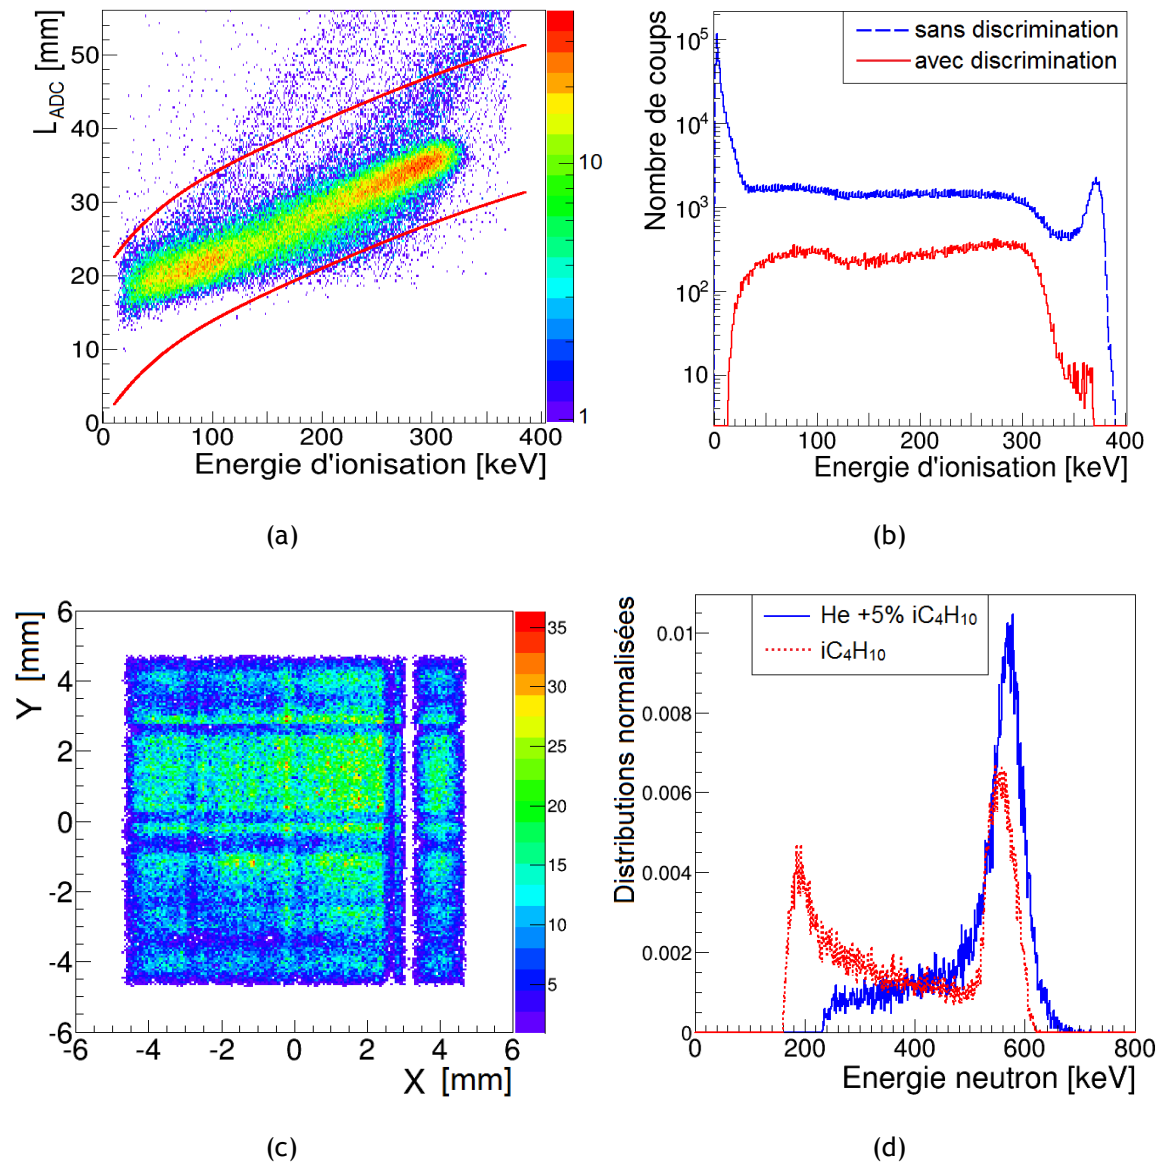 L_ADC [mm]
50
40
30
20
10
0
0 100 200 300 400
Energie d'ionisation [keV]
10
1
(a)
Nombre de coups
10^5
10^4
10^3
10^2
10
0 100 200 300 400
Energie d'ionisation [keV]
sans discrimination
avec discrimination
(b)
Y [mm]
6
4
2
0
-2
-4
-6
-6 -4 -2 0 2 4 6
X [mm]
35
30
25
20
15
10
5
(c)
Distributions normalisées
0.01
0.008
0.006
0.004
0.002
0
0 200 400 600 800
Energie neutron [keV]
He +5% iC₄H₁₀
iC₄H₁₀
(d)